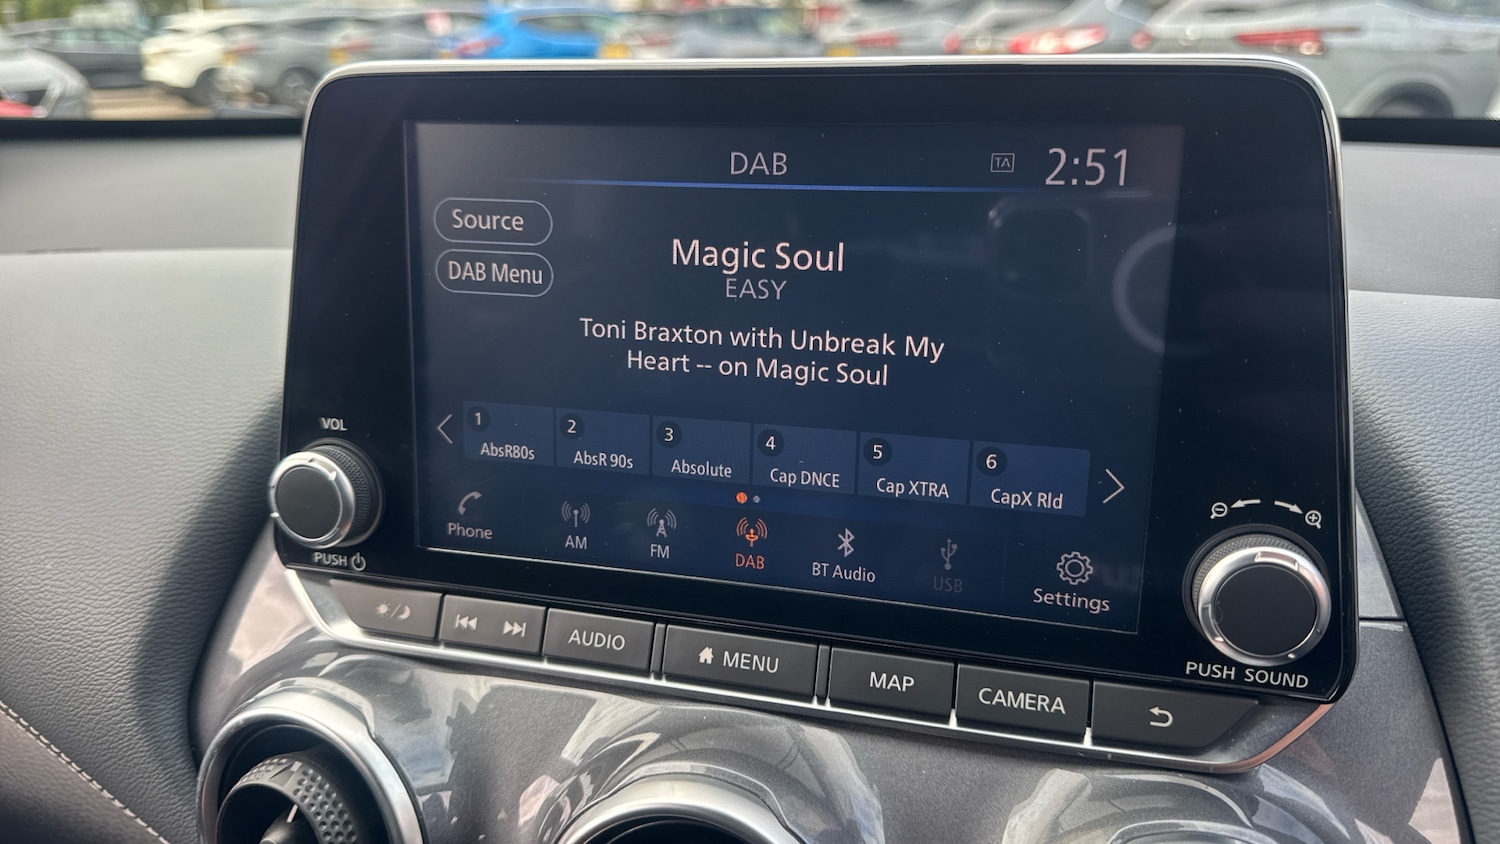 DAB
TA
2:51
Source
DAB Menu
Magic Soul
EASY
Toni Braxton with Unbreak My
Heart -- on Magic Soul
1
AbsR80s
2
AbsR 90s
3
Absolute
4
Cap DNCE
5
Cap XTRA
6
CapX Rld
Phone
AM
FM
DAB
BT Audio
USB
Settings
VOL
PUSH
PUSH SOUND
AUDIO
MENU
MAP
CAMERA